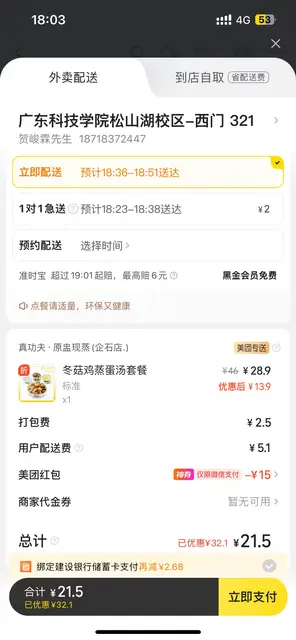 18:03
4G 53
外卖配送
到店自取 省配送费
广东科技学院松山湖校区-西门 321
贺峻霖先生 18718372447
立即配送 预计18:36-18:51送达
1对1急送 预计18:23-18:38送达 ¥2
预约配送 选择时间
准时宝 超过19:01起赔，最高赔6元 黑金会员免费
点餐请适量，环保又健康
真功夫·原盅现蒸(企石店.) 美团专送
折
冬菇鸡蒸蛋汤套餐 ¥46 ¥28.9
标准 优惠后¥13.9
x1
打包费 ¥2.5
用户配送费 ¥5.1
美团红包 神券 仅限微信支付 -¥15
商家代金券 暂无可用
总计 已优惠¥32.1 ¥21.5
省 绑定建设银行储蓄卡支付再减¥2.68
合计 ¥21.5
已优惠¥32.1
立即支付